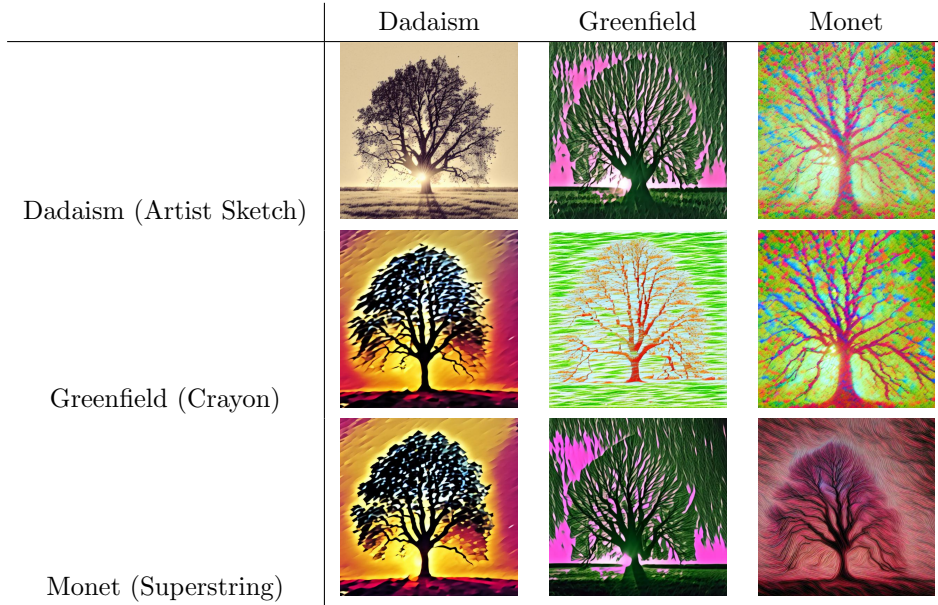 Dadaism Greenfield Monet
Dadaism (Artist Sketch)
Greenfield (Crayon)
Monet (Superstring)